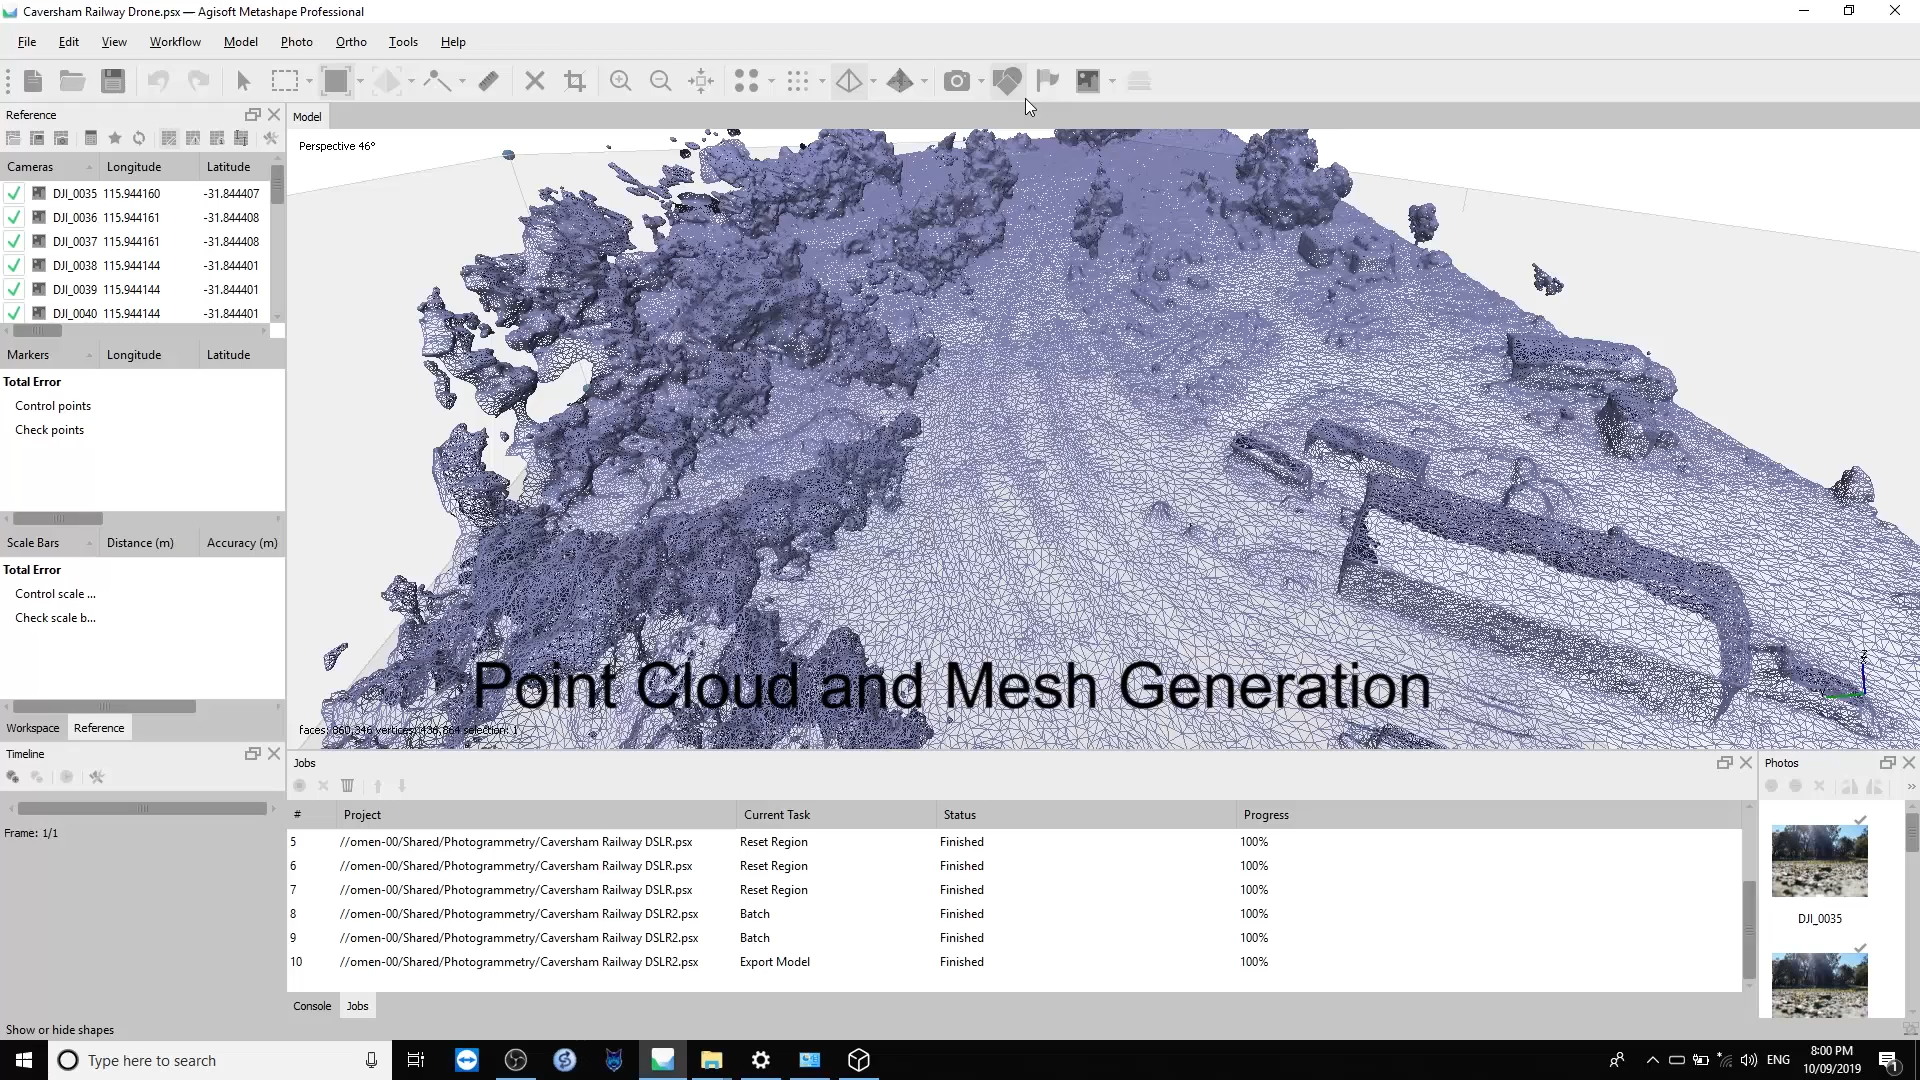 Caversham Railway Drone.psx — Agisoft Metashape Professional
File Edit View Workflow Model Photo Ortho Tools Help
Reference
Cameras Longitude Latitude
DJI_0035 115.944160 -31.844407
DJI_0036 115.944161 -31.844408
DJI_0037 115.944161 -31.844408
DJI_0038 115.944144 -31.844401
DJI_0039 115.944144 -31.844401
DJI_0040 115.944144 -31.844401
Markers Longitude Latitude
Total Error
Control points
Check points
Scale Bars Distance (m) Accuracy (m)
Total Error
Control scale ...
Check scale b...
Workspace Reference
Timeline
Frame: 1/1
Model
Perspective 46°
Z
Point Cloud and Mesh Generation
faces: 860,346 vertices: 438,864 selection: 1
Jobs
# Project Current Task Status Progress
5 //omen-00/Shared/Photogrammetry/Caversham Railway DSLR.psx Reset Region Finished 100%
6 //omen-00/Shared/Photogrammetry/Caversham Railway DSLR.psx Reset Region Finished 100%
7 //omen-00/Shared/Photogrammetry/Caversham Railway DSLR.psx Reset Region Finished 100%
8 //omen-00/Shared/Photogrammetry/Caversham Railway DSLR2.psx Batch Finished 100%
9 //omen-00/Shared/Photogrammetry/Caversham Railway DSLR2.psx Batch Finished 100%
10 //omen-00/Shared/Photogrammetry/Caversham Railway DSLR2.psx Export Model Finished 100%
Console Jobs
Photos
DJI_0035
Show or hide shapes
Type here to search
ENG
8:00 PM
10/09/2019
1